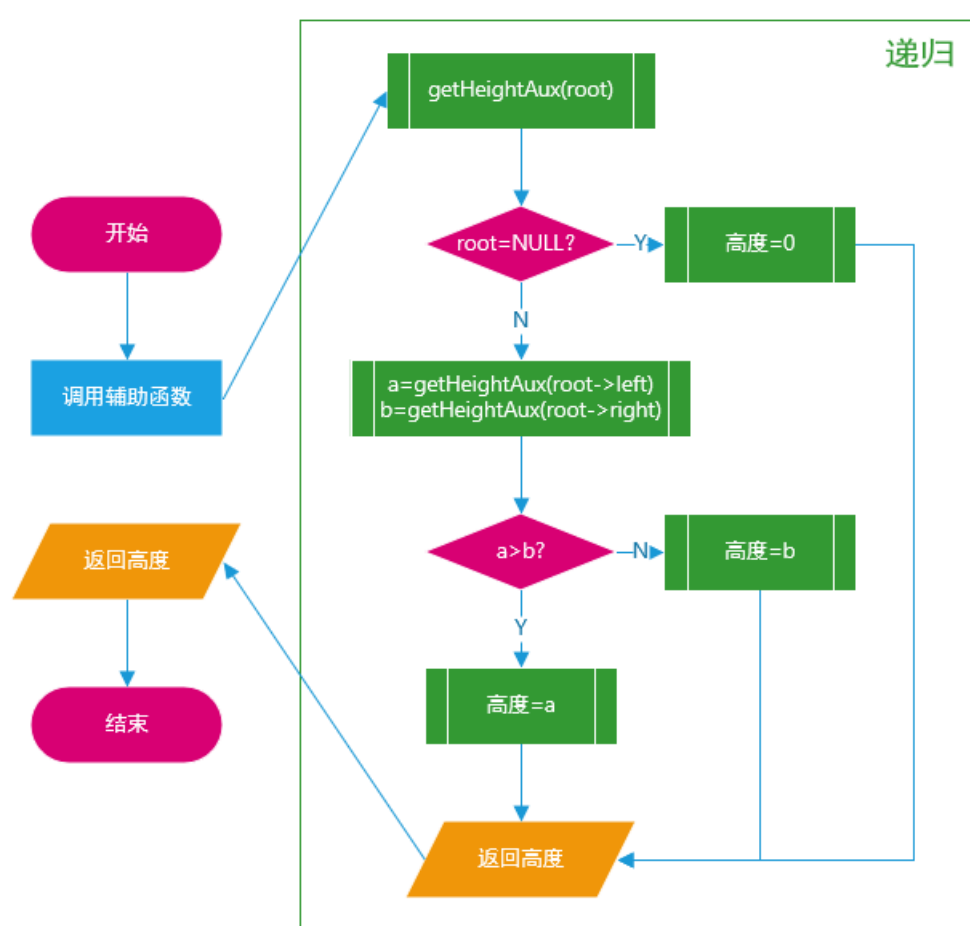 递归
getHeightAux(root)
开始
root=NULL?
Y
高度=0
N
调用辅助函数
a=getHeightAux(root->left)
b=getHeightAux(root->right)
返回高度
a>b?
N
高度=b
Y
结束
高度=a
返回高度